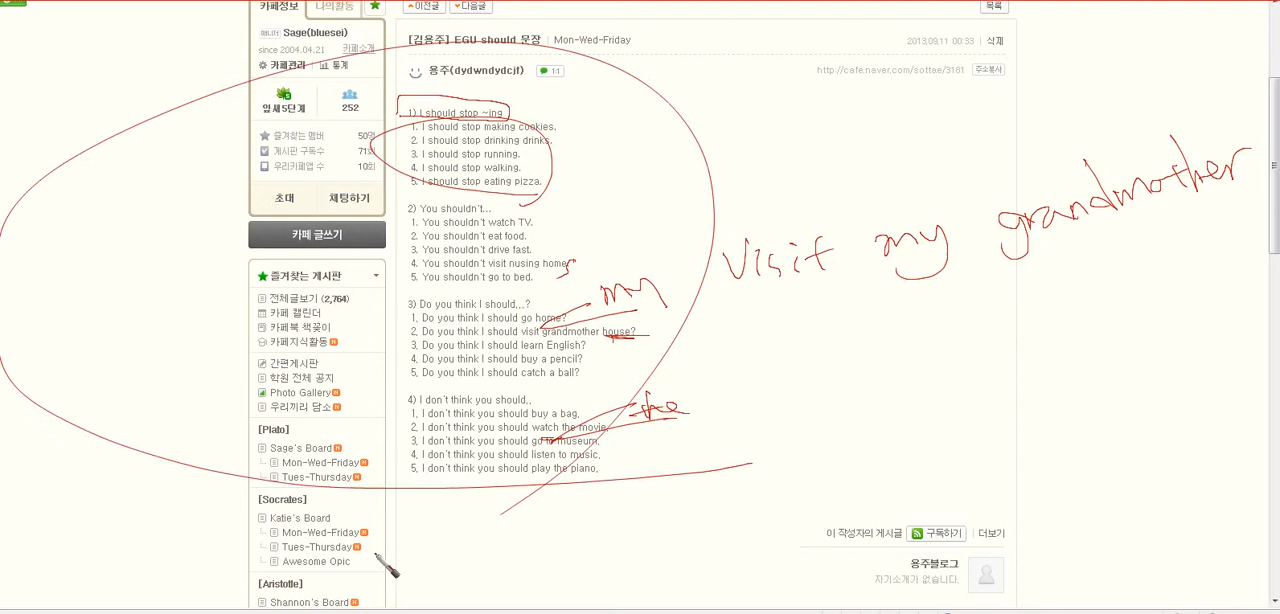 카페정보 나의활동
매니저 Sage(bluesei)
since 2004.04.21 카페소개
카페관리 통계
잎새5단계 252
즐겨찾는 멤버 50명
게시판 구독수 71회
우리카페앱 수 10회
초대 채팅하기
카페 글쓰기
즐겨찾는 게시판
전체글보기 (2,764)
카페 캘린더
카페북 책꽂이
카페지식활동
간편게시판
학원 전체 공지
Photo Gallery
우리끼리 담소
[Plato]
Sage's Board
Mon-Wed-Friday
Tues-Thursday
[Socrates]
Katie's Board
Mon-Wed-Friday
Tues-Thursday
Awesome Opic
[Aristotle]
Shannon's Board
이전글 다음글 목록
[김용주] EGU should 문장 Mon-Wed-Friday 2013.09.11 00:33 삭제
용주(dydwndydcjf) 1:1 http://cafe.naver.com/sottae/3181 주소복사
1) I should stop ~ing
1. I should stop making cookies.
2. I should stop drinking drinks.
3. I should stop running.
4. I should stop walking.
5. I should stop eating pizza.
2) You shouldn't...
1. You shouldn't watch TV.
2. You shouldn't eat food.
3. You shouldn't drive fast.
4. You shouldn't visit nusing home
s
5. You shouldn't go to bed.
3) Do you think I should,..?
my
1. Do you think I should go home?
2. Do you think I should visit grandmother house?
3. Do you think I should learn English?
4. Do you think I should buy a pencil?
5. Do you think I should catch a ball?
visit my grandmother
4) I don't think you should,,
the
1, I don't think you should buy a bag,
2, I don't think you should watch the movie,
3, I don't think you should go to museum,
4, I don't think you should listen to music,
5, I don't think you should play the piano,
이 작성자의 게시글 구독하기 더보기
용주블로그
자기소개가 없습니다.